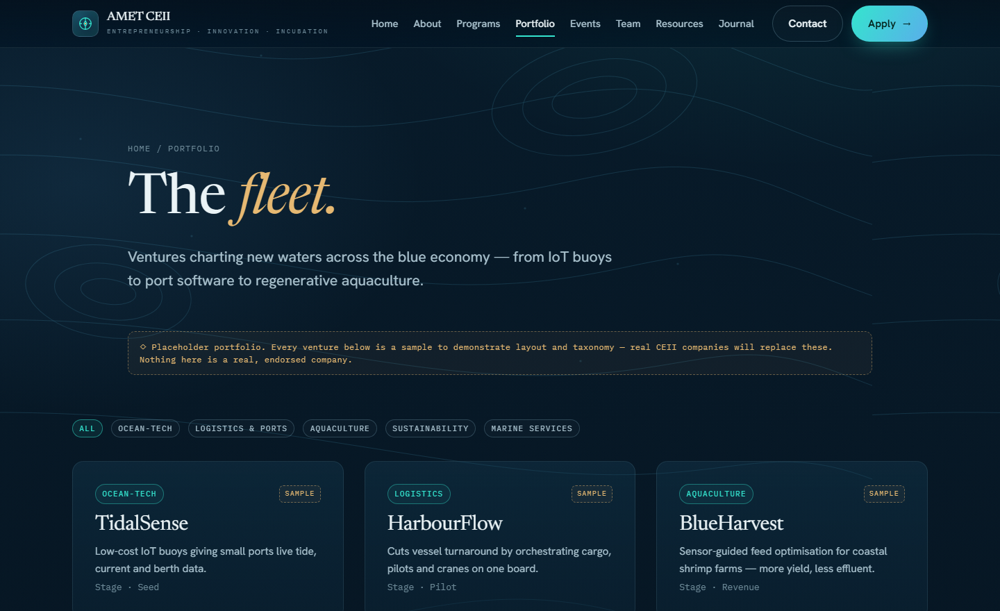 AMET CEII
ENTREPRENEURSHIP · INNOVATION · INCUBATION
Home About Programs Portfolio Events Team Resources Journal Contact Apply →
HOME / PORTFOLIO
The fleet.
Ventures charting new waters across the blue economy — from IoT buoys
to port software to regenerative aquaculture.
◇ Placeholder portfolio. Every venture below is a sample to demonstrate layout and taxonomy — real CEII companies will replace these.
Nothing here is a real, endorsed company.
ALL OCEAN-TECH LOGISTICS & PORTS AQUACULTURE SUSTAINABILITY MARINE SERVICES
OCEAN-TECH SAMPLE
TidalSense
Low-cost IoT buoys giving small ports live tide,
current and berth data.
Stage · Seed
LOGISTICS SAMPLE
HarbourFlow
Cuts vessel turnaround by orchestrating cargo,
pilots and cranes on one board.
Stage · Pilot
AQUACULTURE SAMPLE
BlueHarvest
Sensor-guided feed optimisation for coastal
shrimp farms — more yield, less effluent.
Stage · Revenue